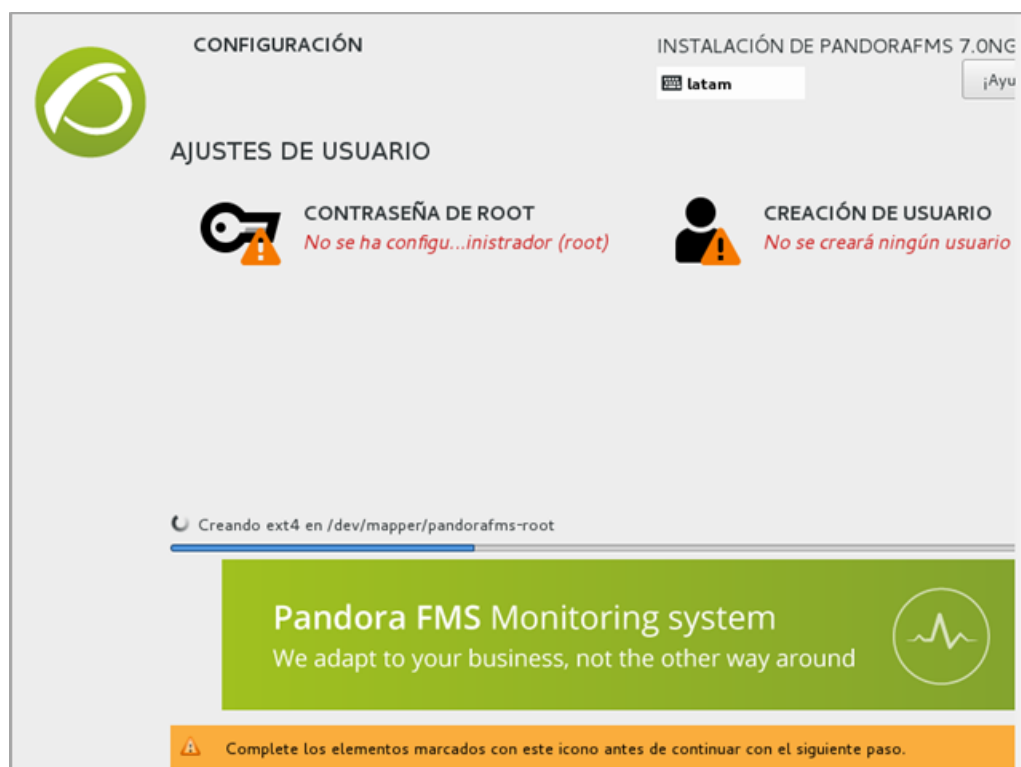 CONFIGURACIÓN
INSTALACIÓN DE PANDORAFMS 7.0NG
latam
¡Ayu
AJUSTES DE USUARIO
CONTRASEÑA DE ROOT
No se ha configu...inistrador (root)
CREACIÓN DE USUARIO
No se creará ningún usuario
Creando ext4 en /dev/mapper/pandorafms-root
Pandora FMS Monitoring system
We adapt to your business, not the other way around
Complete los elementos marcados con este icono antes de continuar con el siguiente paso.